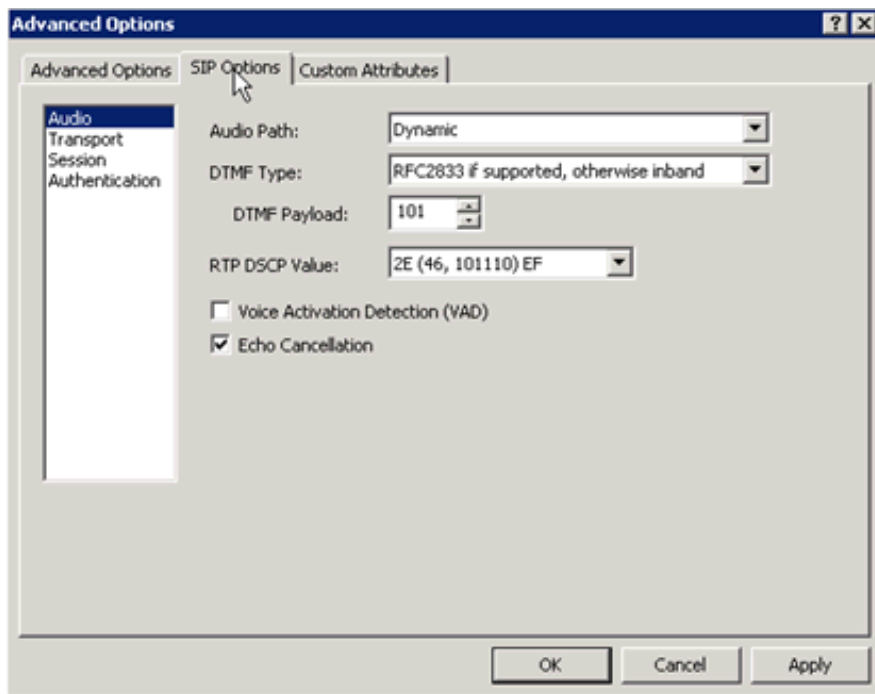 Advanced Options
Advanced Options SIP Options Custom Attributes
Audio
Transport
Session
Authentication
Audio Path: Dynamic
DTMF Type: RFC2833 if supported, otherwise inband
DTMF Payload: 101
RTP DSCP Value: 2E (46, 101110) EF
Voice Activation Detection (VAD)
Echo Cancellation
OK Cancel Apply